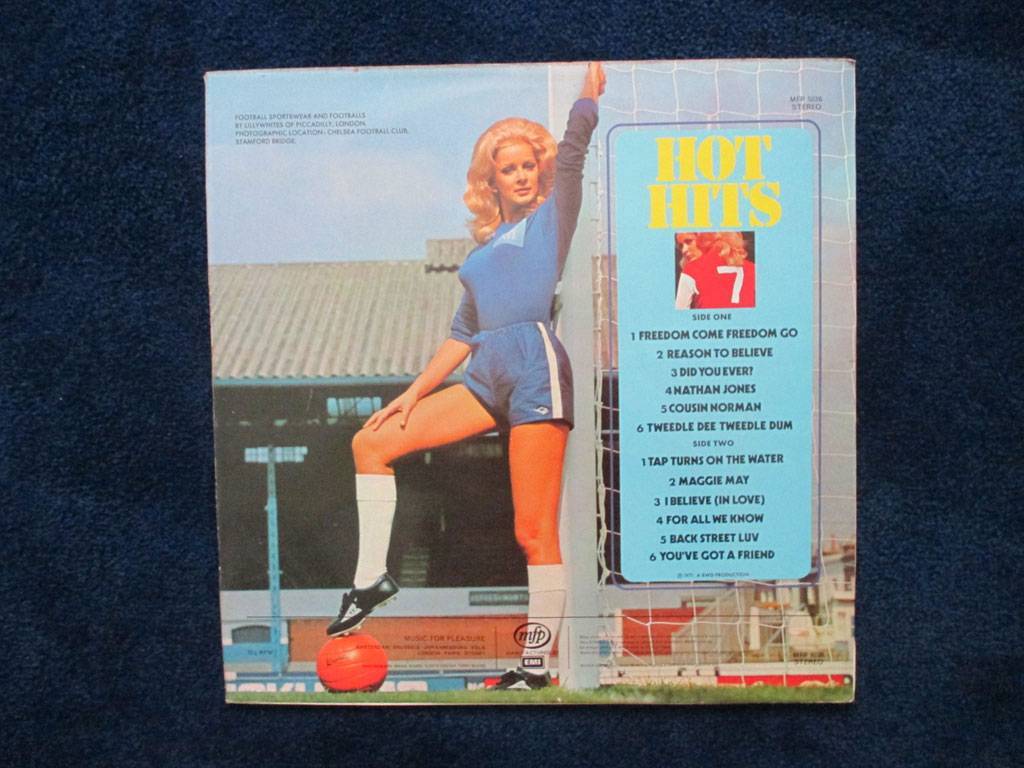 FOOTBALL SPORTSWEAR AND FOOTBALLS
BY LILLYWHITES OF PICCADILLY, LONDON.
PHOTOGRAPHIC LOCATION: CHELSEA FOOTBALL CLUB,
STAMFORD BRIDGE.
STEREO
HOT
HITS
7
SIDE ONE
1 FREEDOM COME FREEDOM GO
2 REASON TO BELIEVE
3 DID YOU EVER?
4 NATHAN JONES
5 COUSIN NORMAN
6 TWEEDLE DEE TWEEDLE DUM
SIDE TWO
1 TAP TURNS ON THE WATER
2 MAGGIE MAY
3 I BELIEVE (IN LOVE)
4 FOR ALL WE KNOW
5 BACK STREET LUV
6 YOU'VE GOT A FRIEND
MUSIC FOR PLEASURE
mfp
EMI
STEREO